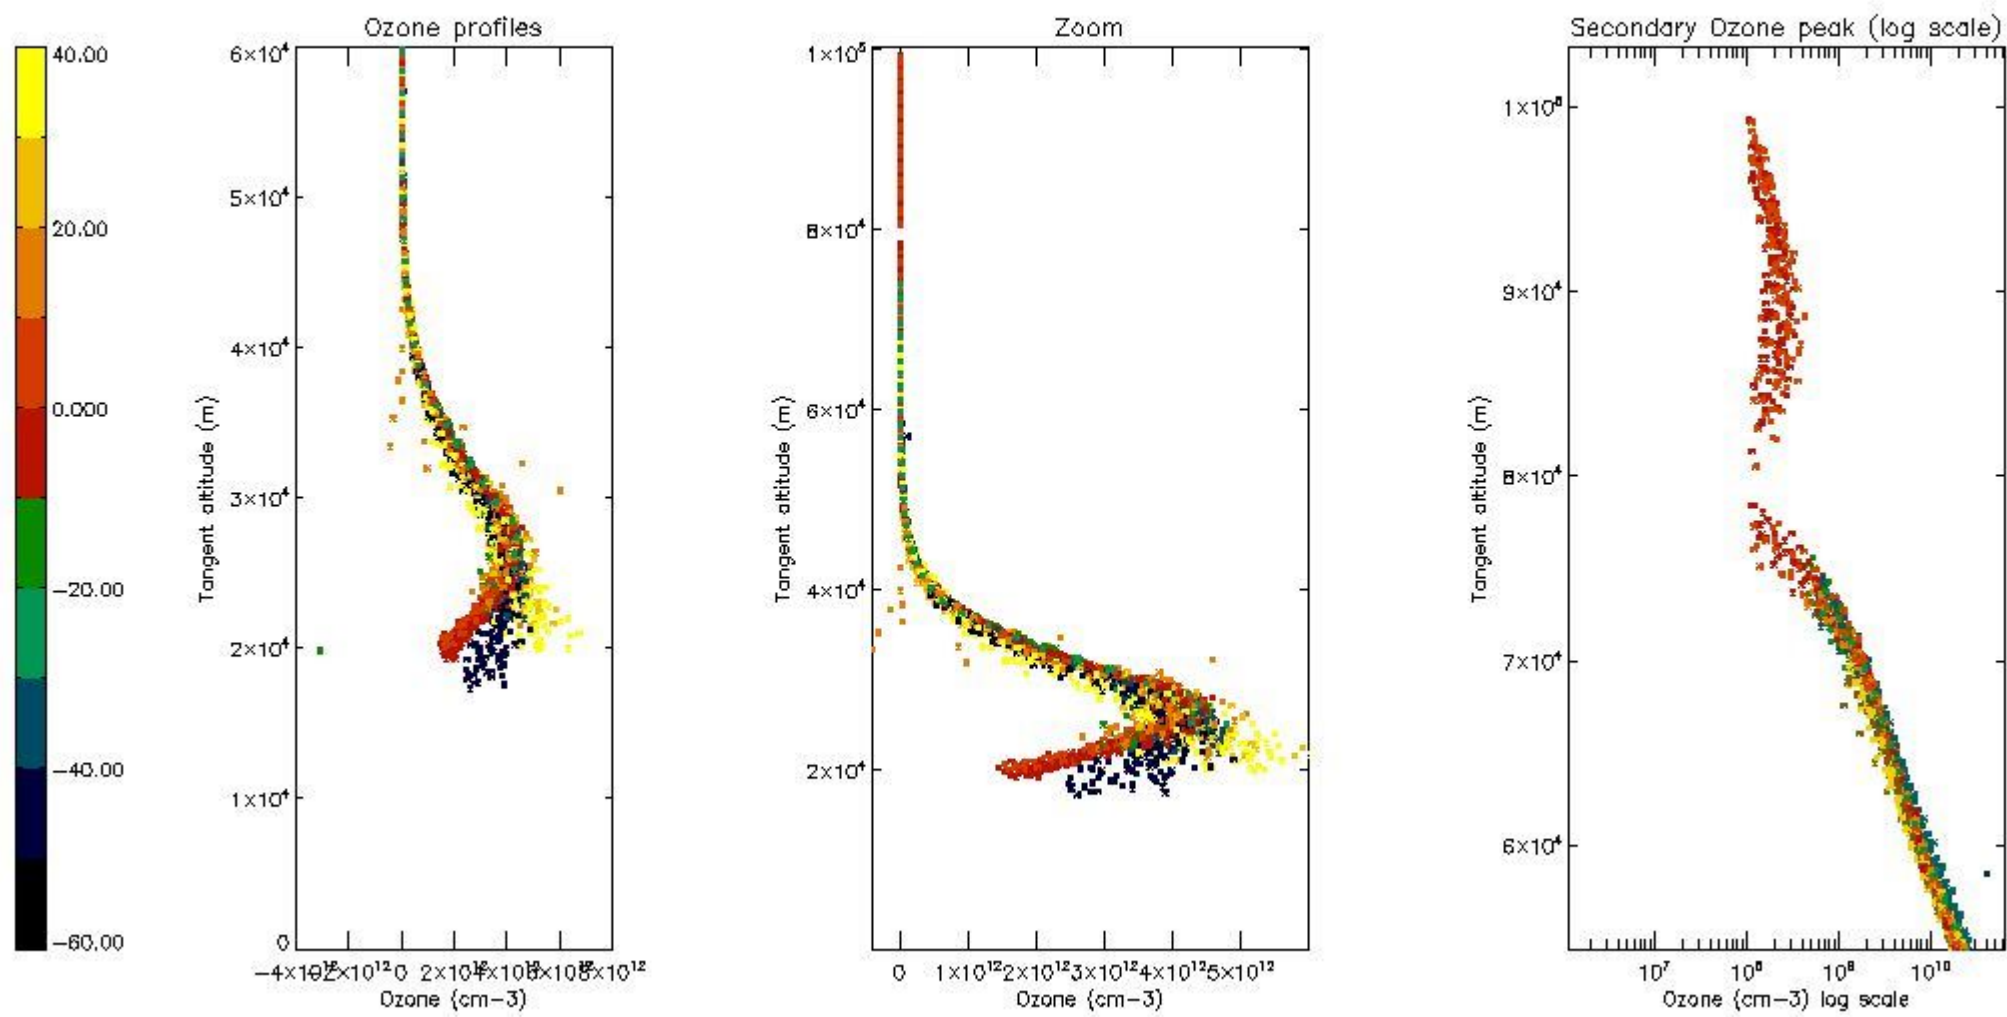 Ozone profiles
Zoom
Secondary Ozone peak (log scale)
40.00
20.00
0.000
-20.00
-40.00
-60.00
Tangent altitude (m)
6×10⁴
5×10⁴
4×10⁴
3×10⁴
2×10⁴
1×10⁴
0
0
Ozone (cm-3)
Tangent altitude (m)
1×10⁵
8×10⁴
6×10⁴
4×10⁴
2×10⁴
0 1×10¹² 2×10¹² 3×10¹² 4×10¹² 5×10¹²
Ozone (cm-3)
Tangent altitude (m)
9×10⁴
8×10⁴
7×10⁴
6×10⁴
10⁷ 10⁸ 10⁹ 10¹⁰
Ozone (cm-3) log scale